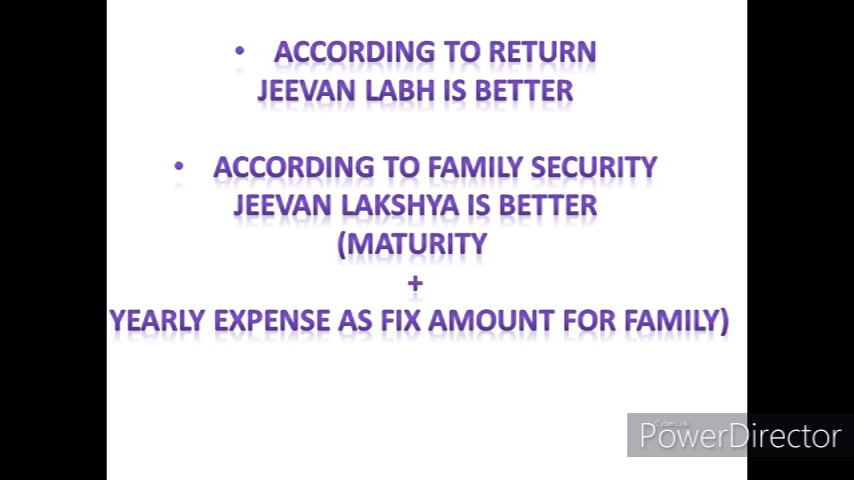 • ACCORDING TO RETURN
JEEVAN LABH IS BETTER
• ACCORDING TO FAMILY SECURITY
JEEVAN LAKSHYA IS BETTER
(MATURITY
+
YEARLY EXPENSE AS FIX AMOUNT FOR FAMILY)
CyberLink
PowerDirector